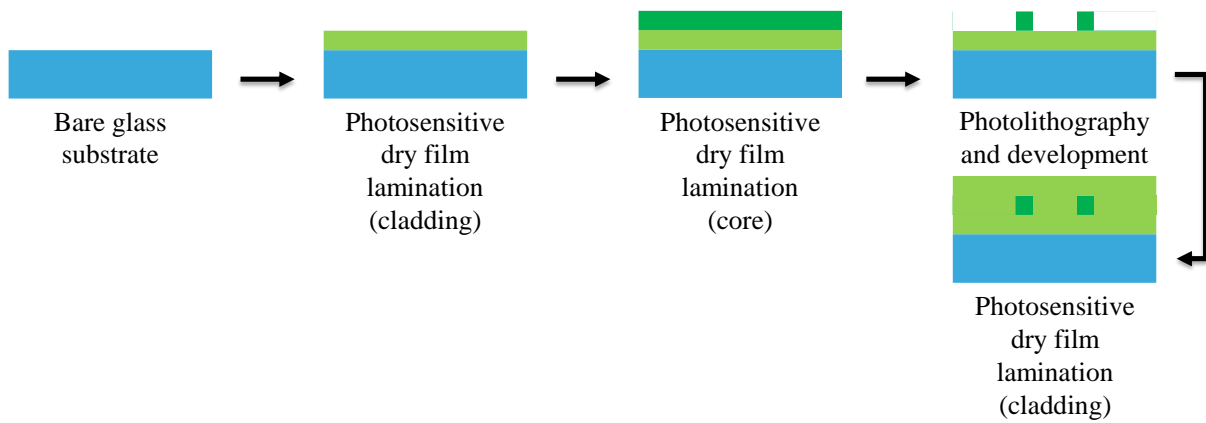 Bare glass
substrate
Photosensitive
dry film
lamination
(cladding)
Photosensitive
dry film
lamination
(core)
Photolithography
and development
Photosensitive
dry film
lamination
(cladding)